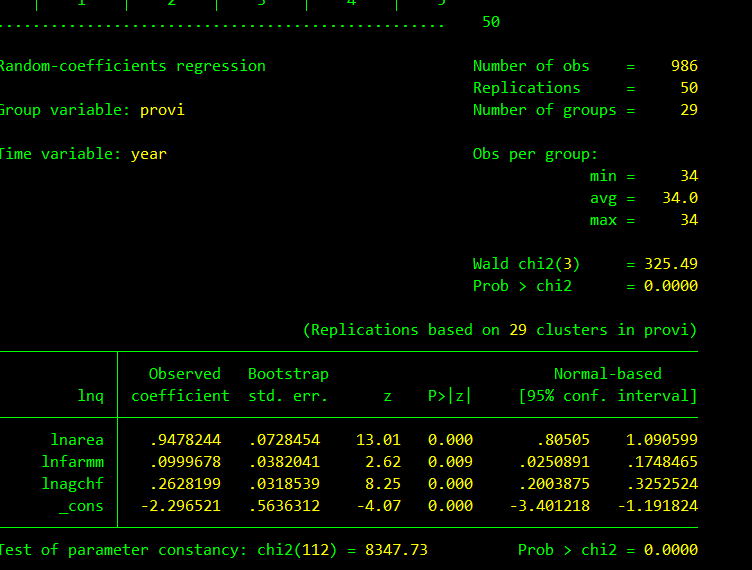 1 2 3 4 5
.................................................. 50
Random-coefficients regression Number of obs = 986
Replications = 50
Group variable: provi Number of groups = 29
Time variable: year Obs per group:
min = 34
avg = 34.0
max = 34
Wald chi2(3) = 325.49
Prob > chi2 = 0.0000
(Replications based on 29 clusters in provi)
Observed Bootstrap Normal-based
lnq coefficient std. err. z P>|z| [95% conf. interval]
lnarea .9478244 .0728454 13.01 0.000 .80505 1.090599
lnfarmm .0999678 .0382041 2.62 0.009 .0250891 .1748465
lnagchf .2628199 .0318539 8.25 0.000 .2003875 .3252524
_cons -2.296521 .5636312 -4.07 0.000 -3.401218 -1.191824
Test of parameter constancy: chi2(112) = 8347.73 Prob > chi2 = 0.0000